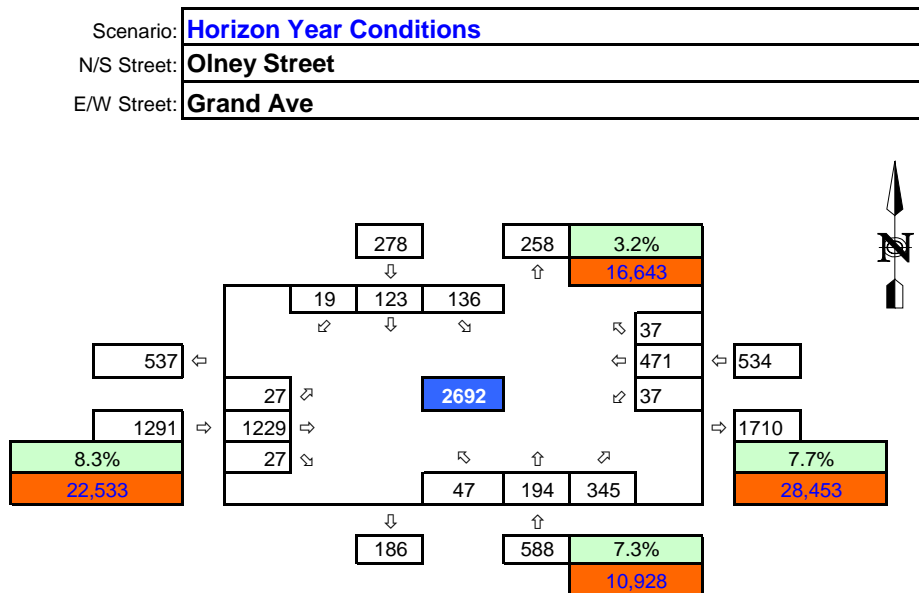 Scenario: Horizon Year Conditions
N/S Street: Olney Street
E/W Street: Grand Ave
N
278 258 3.2%
16,643
19 123 136
37
537 471 534
27 2692 37
1291 1229 1710
8.3% 27 7.7%
22,533 47 194 345 28,453
186 588 7.3%
10,928